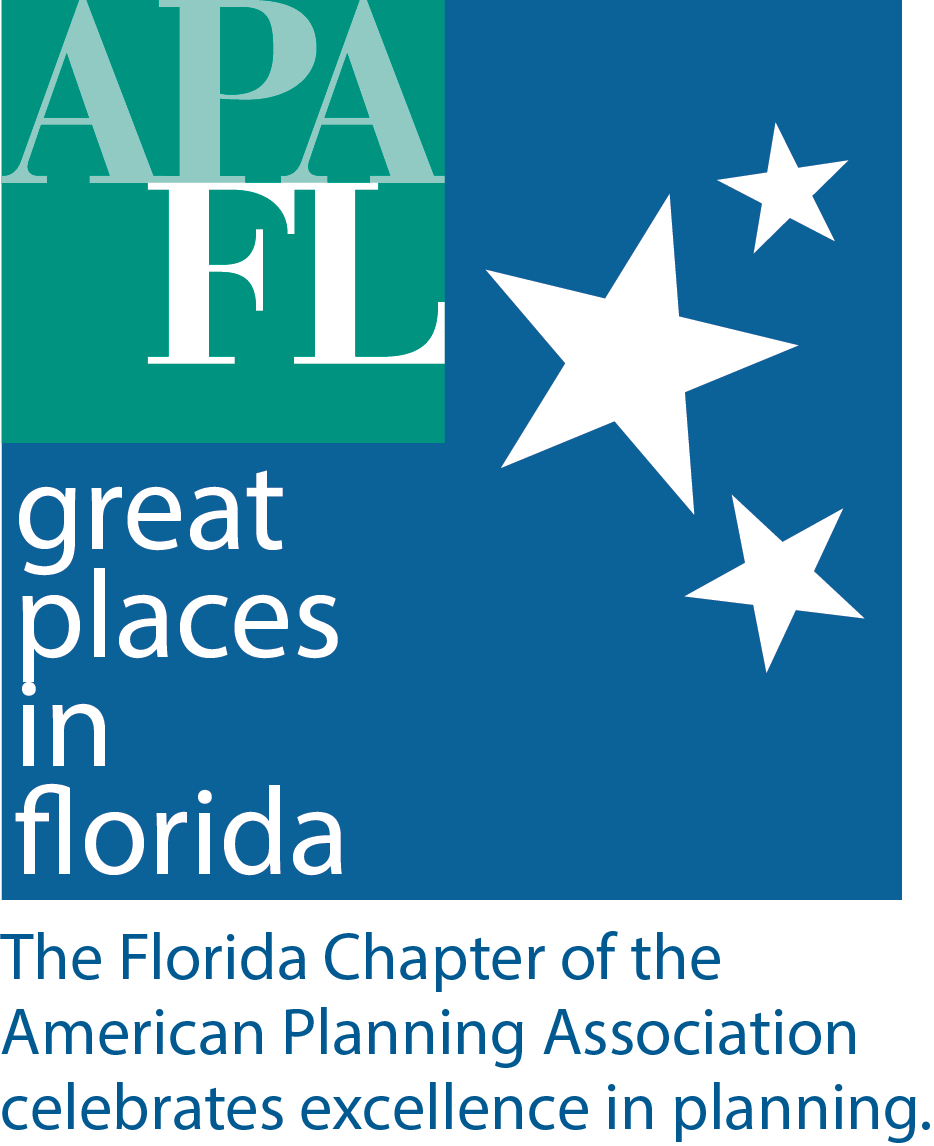 APA
FL
great
places
in
florida
The Florida Chapter of the
American Planning Association
celebrates excellence in planning.